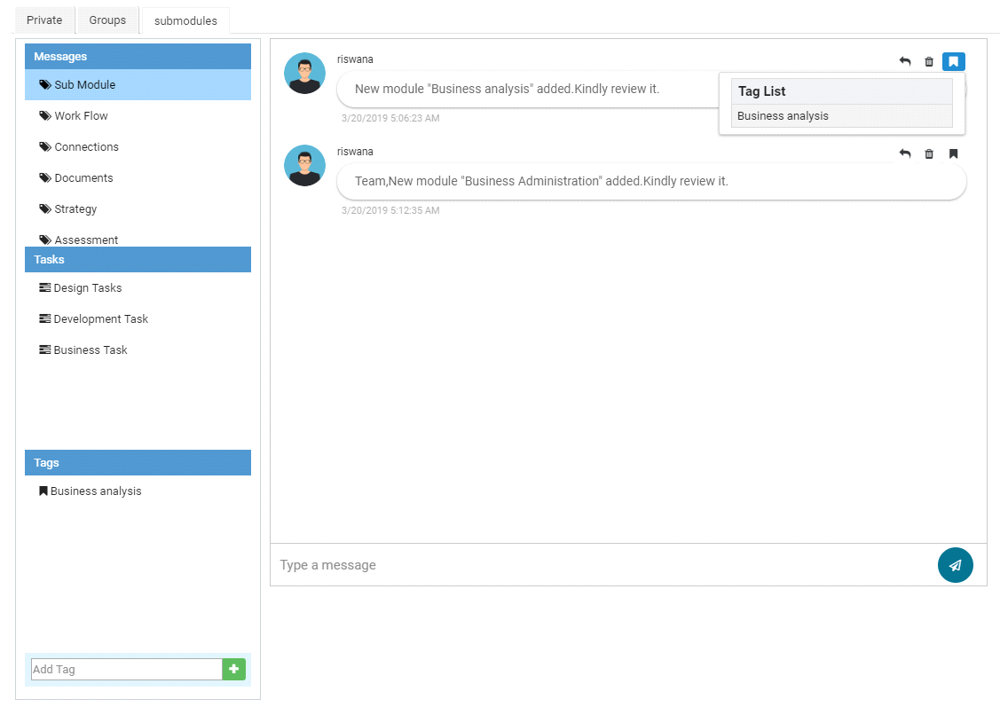 Private Groups submodules
Messages
Sub Module
Work Flow
Connections
Documents
Strategy
Assessment
Tasks
Design Tasks
Development Task
Business Task
Tags
Business analysis
Add Tag
riswana
New module "Business analysis" added.Kindly review it.
3/20/2019 5:06:23 AM
Tag List
Business analysis
riswana
Team,New module "Business Administration" added.Kindly review it.
3/20/2019 5:12:35 AM
Type a message